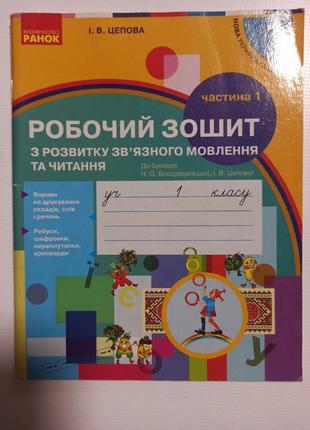 ВИДАВНИЦТВО
РАНОК
І. В. ЦЕПОВА
НОВА
частина 1
РОБОЧИЙ ЗОШИТ
З РОЗВИТКУ ЗВ'ЯЗНОГО МОВЛЕННЯ
ТА ЧИТАННЯ
До букваря
Н. О. Воскресенської, І. В. Цепової
Вправи
на друкування
складів, слів
і речень
Ребуси,
шифровки,
переплутанки,
кросворди
уч 1 класу